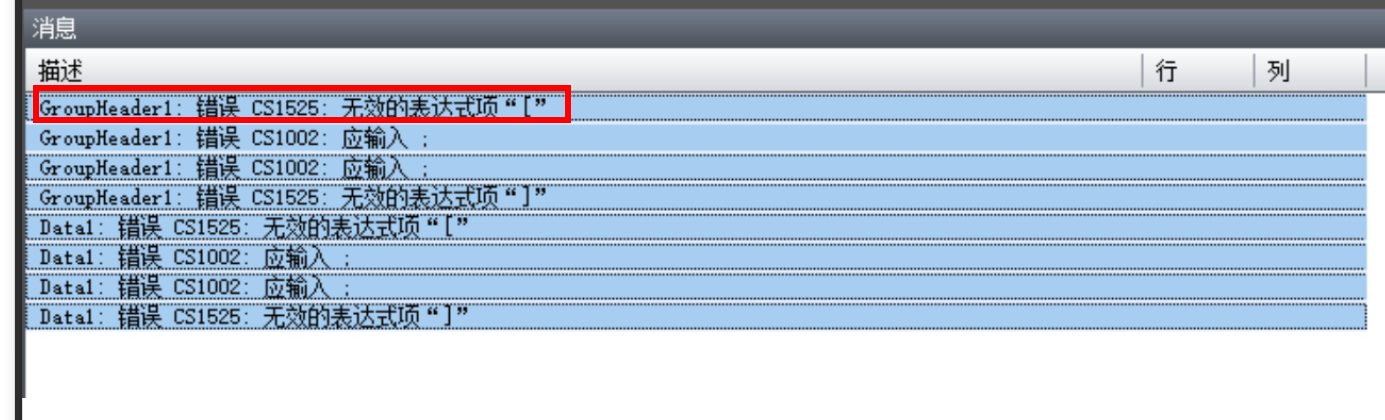 消息
描述 行 列
GroupHeader1: 错误 CS1525: 无效的表达式项“[”
GroupHeader1: 错误 CS1002: 应输入 ;
GroupHeader1: 错误 CS1002: 应输入 ;
GroupHeader1: 错误 CS1525: 无效的表达式项“]”
Data1: 错误 CS1525: 无效的表达式项“[”
Data1: 错误 CS1002: 应输入 ;
Data1: 错误 CS1002: 应输入 ;
Data1: 错误 CS1525: 无效的表达式项“]”